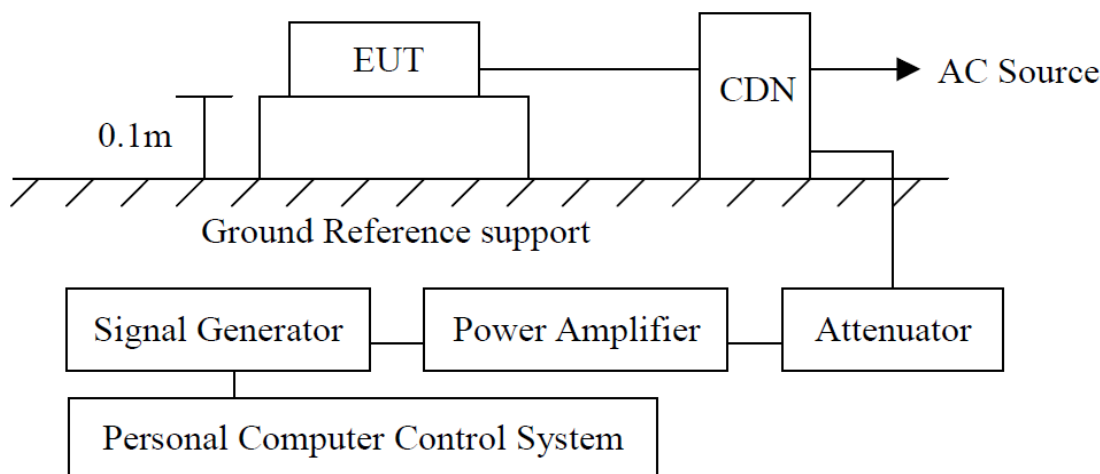 EUT
CDN
AC Source
0.1m
Ground Reference support
Signal Generator
Power Amplifier
Attenuator
Personal Computer Control System